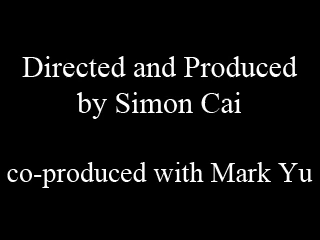 Directed and Produced
by Simon Cai
co-produced with Mark Yu